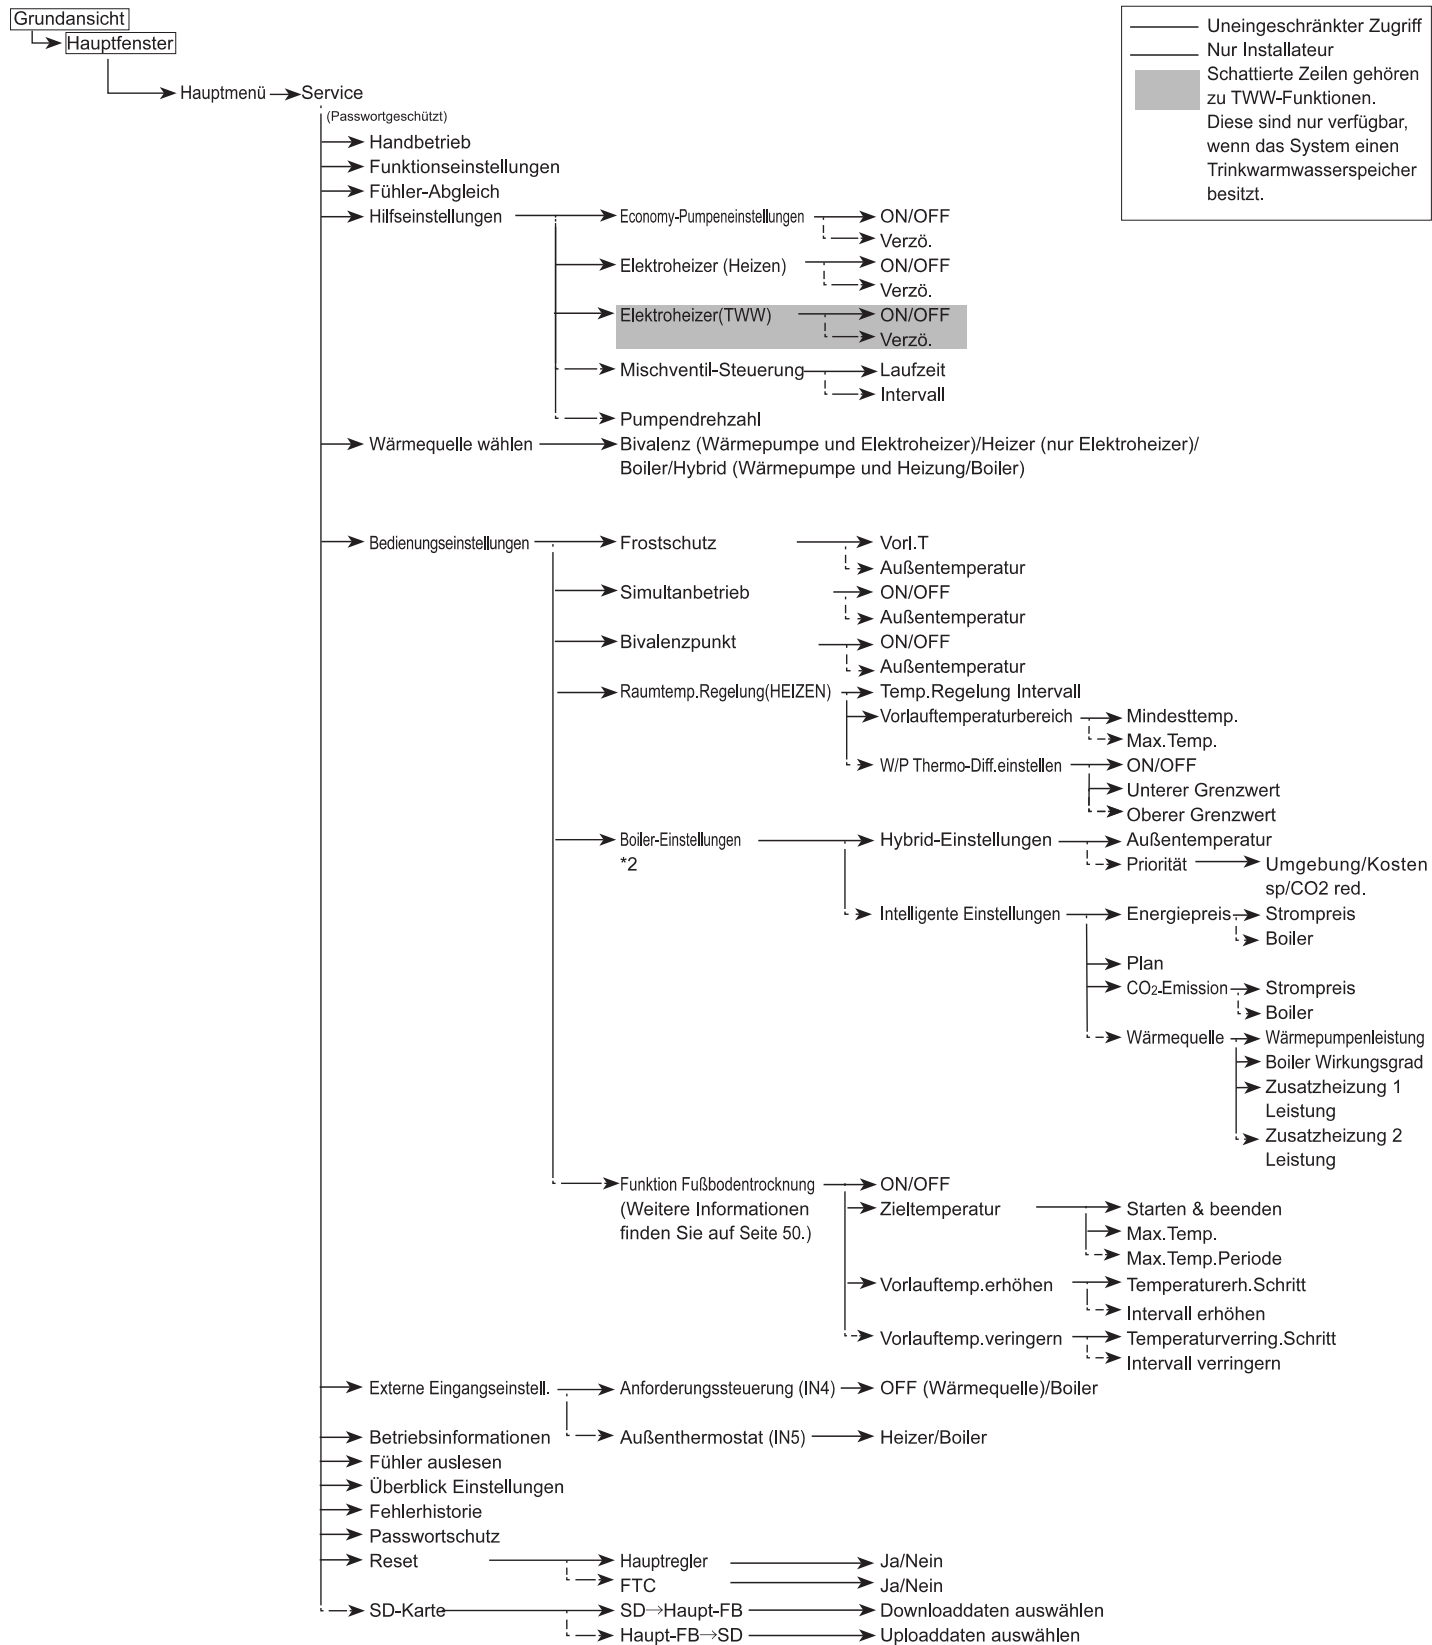 Grundansicht
Hauptfenster
Hauptmenü
Service
(Passwortgeschützt)
Uneingeschränkter Zugriff
Nur Installateur
Schattierte Zeilen gehören
zu TWW-Funktionen.
Diese sind nur verfügbar,
wenn das System einen
Trinkwarmwasserspeicher
besitzt.
Handbetrieb
Funktionseinstellungen
Fühler-Abgleich
Hilfseinstellungen
Economy-Pumpeneinstellungen
ON/OFF
Verzö.
Elektroheizer (Heizen)
ON/OFF
Verzö.
Elektroheizer(TWW)
ON/OFF
Verzö.
Mischventil-Steuerung
Laufzeit
Intervall
Pumpendrehzahl
Wärmequelle wählen
Bivalenz (Wärmepumpe und Elektroheizer)/Heizer (nur Elektroheizer)/
Boiler/Hybrid (Wärmepumpe und Heizung/Boiler)
Bedienungseinstellungen
Frostschutz
Vorl.T
Außentemperatur
Simultanbetrieb
ON/OFF
Außentemperatur
Bivalenzpunkt
ON/OFF
Außentemperatur
Raumtemp.Regelung(HEIZEN)
Temp.Regelung Intervall
Vorlauftemperaturbereich
Mindesttemp.
Max.Temp.
W/P Thermo-Diff.einstellen
ON/OFF
Unterer Grenzwert
Oberer Grenzwert
Boiler-Einstellungen
*2
Hybrid-Einstellungen
Außentemperatur
Priorität
Umgebung/Kosten
sp/CO2 red.
Intelligente Einstellungen
Energiepreis
Strompreis
Boiler
Plan
CO₂-Emission
Strompreis
Boiler
Wärmequelle
Wärmepumpenleistung
Boiler Wirkungsgrad
Zusatzheizung 1
Leistung
Zusatzheizung 2
Leistung
Funktion Fußbodentrocknung
(Weitere Informationen
finden Sie auf Seite 50.)
ON/OFF
Zieltemperatur
Starten & beenden
Max.Temp.
Max.Temp.Periode
Vorlauftemp.erhöhen
Temperaturerh.Schritt
Intervall erhöhen
Vorlauftemp.veringern
Temperaturverring.Schritt
Intervall verringern
Externe Eingangseinstell.
Anforderungssteuerung (IN4)
OFF (Wärmequelle)/Boiler
Außenthermostat (IN5)
Heizer/Boiler
Betriebsinformationen
Fühler auslesen
Überblick Einstellungen
Fehlerhistorie
Passwortschutz
Reset
Hauptregler
Ja/Nein
FTC
Ja/Nein
SD-Karte
SD→Haupt-FB
Downloaddaten auswählen
Haupt-FB→SD
Uploaddaten auswählen